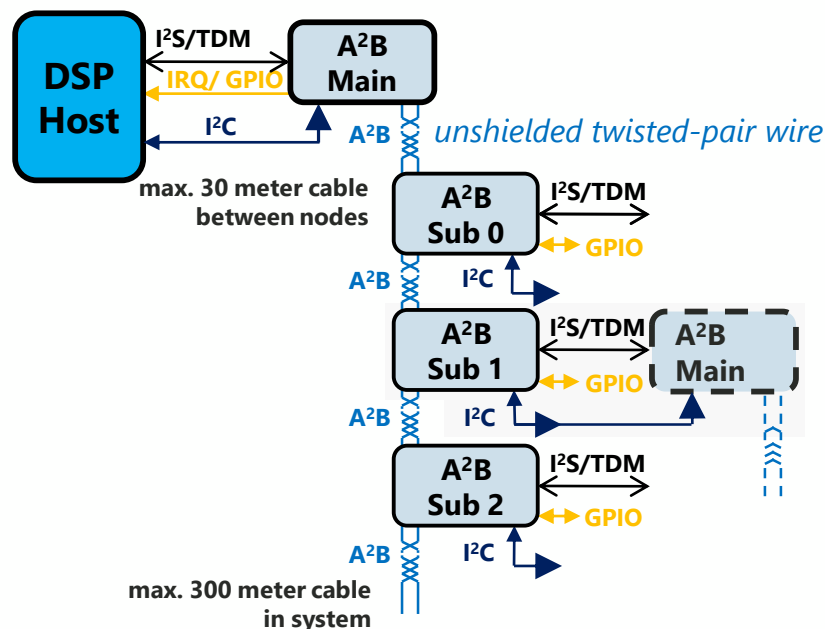 DSP
Host
I²S/TDM
IRQ/ GPIO
I²C
A²B
Main
A²B
unshielded twisted-pair wire
max. 30 meter cable
between nodes
A²B
Sub 0
I²S/TDM
GPIO
I²C
A²B
A²B
Sub 1
I²S/TDM
GPIO
I²C
A²B
Main
A²B
A²B
Sub 2
I²S/TDM
GPIO
I²C
A²B
max. 300 meter cable
in system